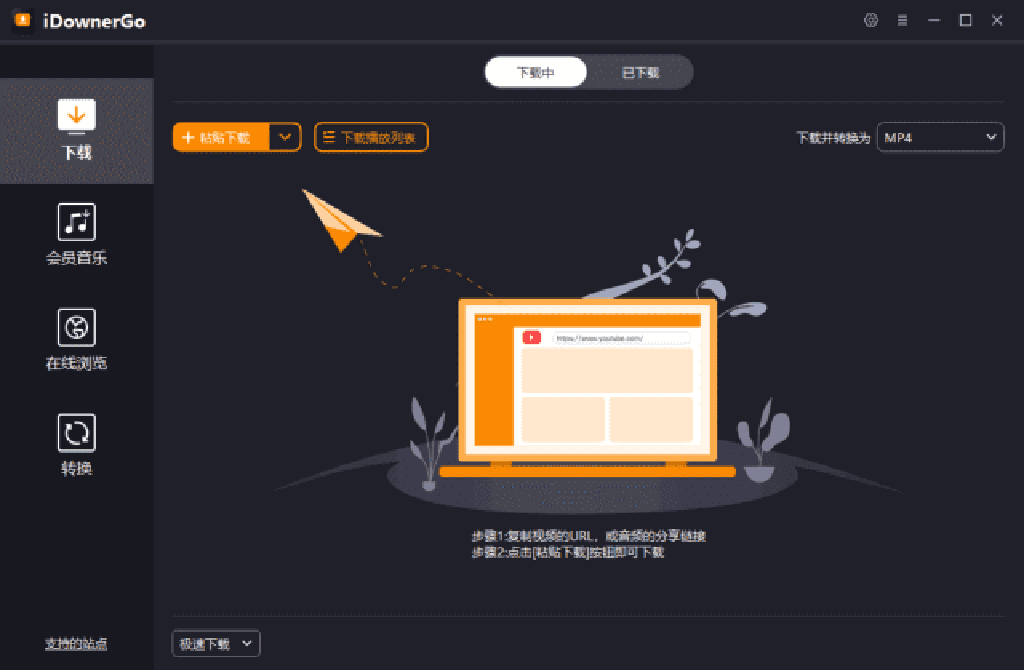 iDownerGo
下载中
已下载
粘贴下载
下载播放列表
下载并转换为
MP4
下载
会员音乐
在线浏览
转换
https://www.youtube.com/
步骤1:复制视频的URL，或音频的分享链接
步骤2:点击[粘贴下载]按钮即可下载
支持的站点
极速下载